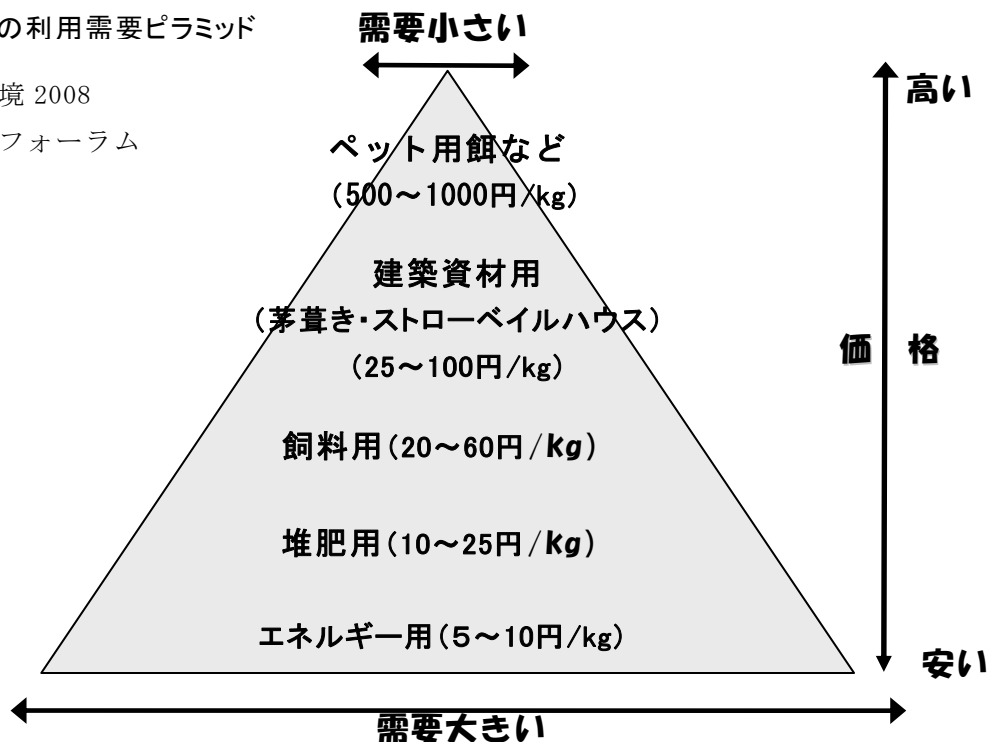 の利用需要ピラミッド
境 2008
フォーラム
需要小さい
高い
ペット用餌など
(500～1000円/kg)
建築資材用
(茅葺き・ストローベイルハウス)
(25～100円/kg)
価格
飼料用(20～60円/kg)
堆肥用(10～25円/kg)
エネルギー用(5～10円/kg)
安い
需要大きい